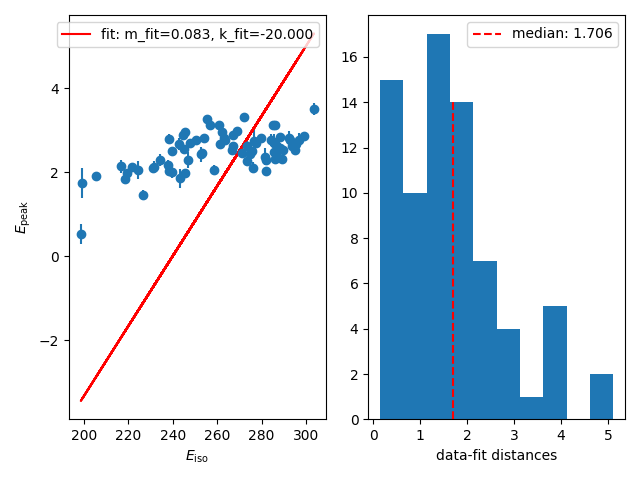 fit: m_fit=0.083, k_fit=-20.000
4
2
0
−2
E_peak
200 220 240 260 280 300
E_iso
median: 1.706
16
14
12
10
8
6
4
2
0
0 1 2 3 4 5
data-fit distances